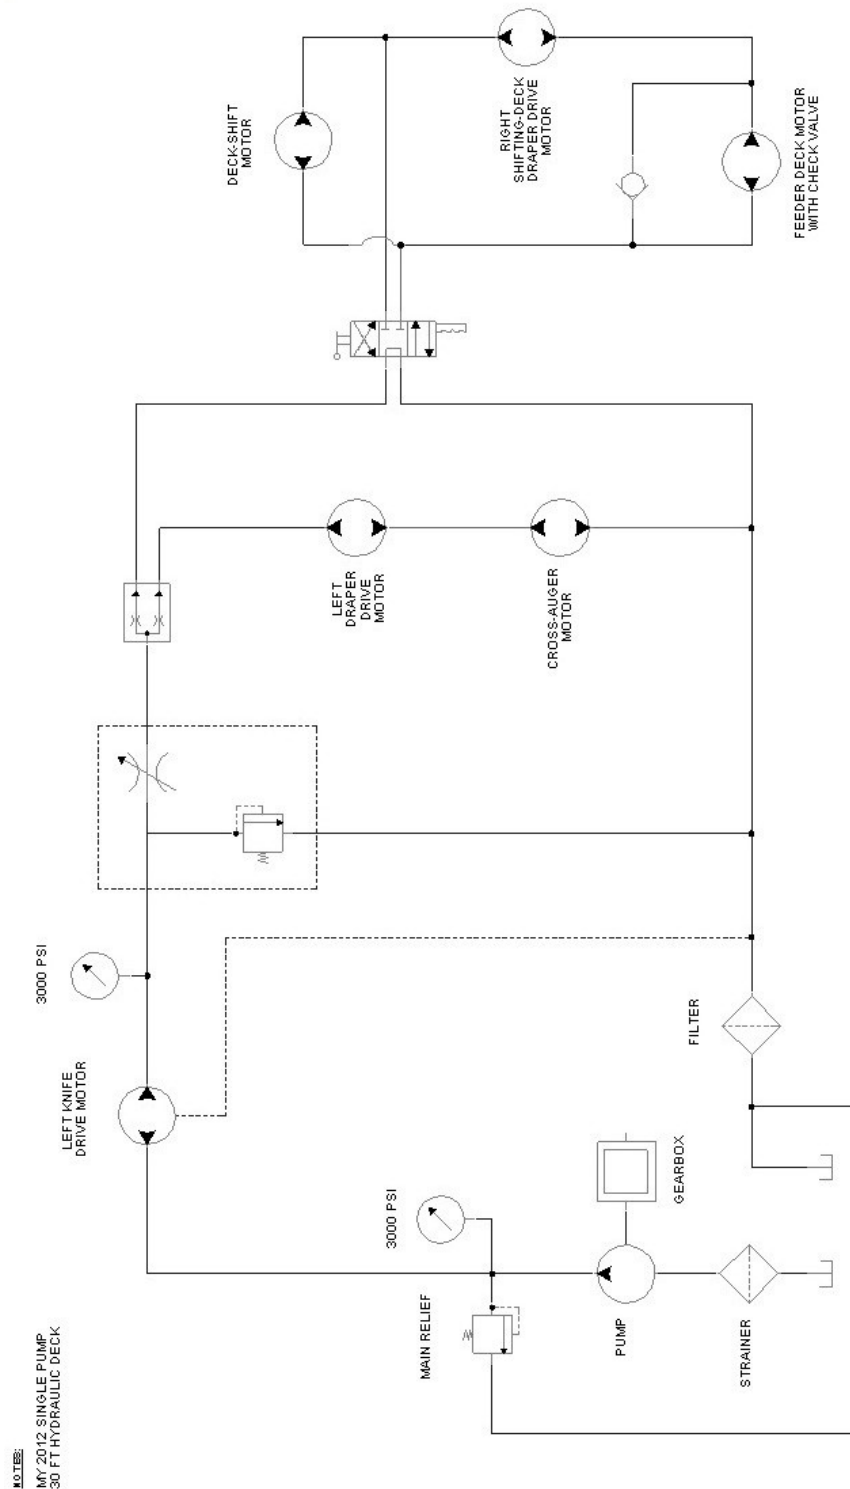 NOTES:
MY 2012 SINGLE PUMP
30 FT HYDRAULIC DECK
LEFT KNIFE
DRIVE MOTOR
3000 PSI
MAIN RELIEF
3000 PSI
PUMP
GEARBOX
STRAINER
FILTER
LEFT
DRAPER
DRIVE
MOTOR
CROSS-AUGER
MOTOR
DECK-SHIFT
MOTOR
RIGHT
SHIFTING-DECK
DRAPER DRIVE
MOTOR
FEEDER DECK MOTOR
WITH CHECK VALVE